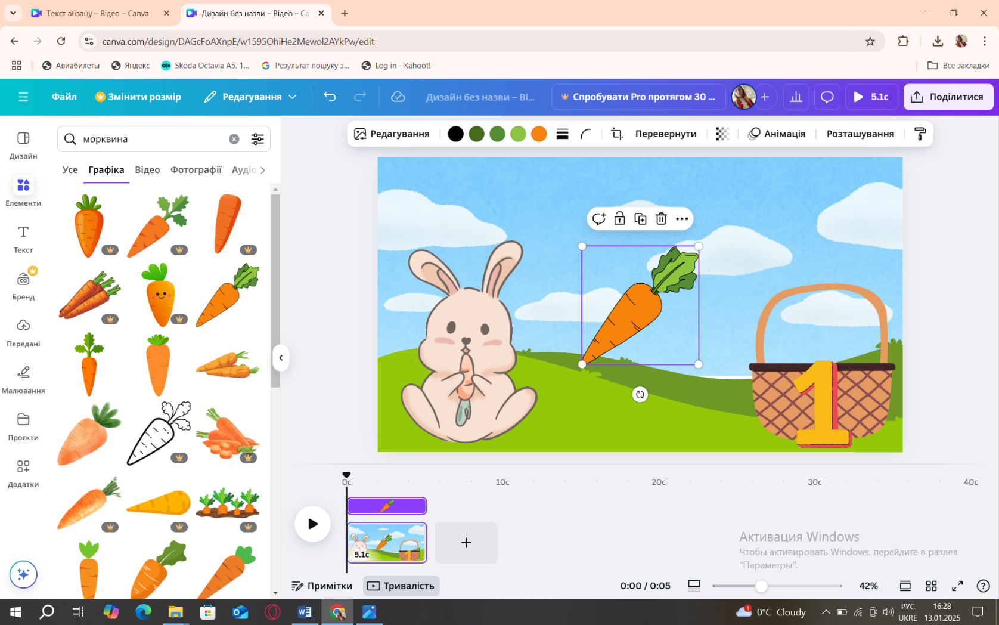 Текст абзацу – Відео – Canva
Дизайн без назви – Відео – Ca
canva.com/design/DAGcFoAXnpE/w1595OhiHe2Mewol2AYkPw/edit
Авиабилеты
Яндекс
Skoda Octavia A5. 1...
Результат пошуку з...
Log in - Kahoot!
Все закладки
Файл
Змінити розмір
Редагування
Дизайн без назви – Ві...
Спробувати Pro протягом 30 ...
5.1с
Поділитися
Дизайн
Елементи
Текст
Бренд
Передані
Малювання
Проєкти
Додатки
морквина
Усе
Графіка
Відео
Фотографії
Аудіо
Редагування
Перевернути
Анімація
Розташування
1
0с
10с
20с
30с
40с
5.1с
Активация Windows
Чтобы активировать Windows, перейдите в раздел
"Параметры".
Примітки
Тривалість
0:00 / 0:05
42%
0°C Cloudy
РУС
UKRE
16:28
13.01.2025